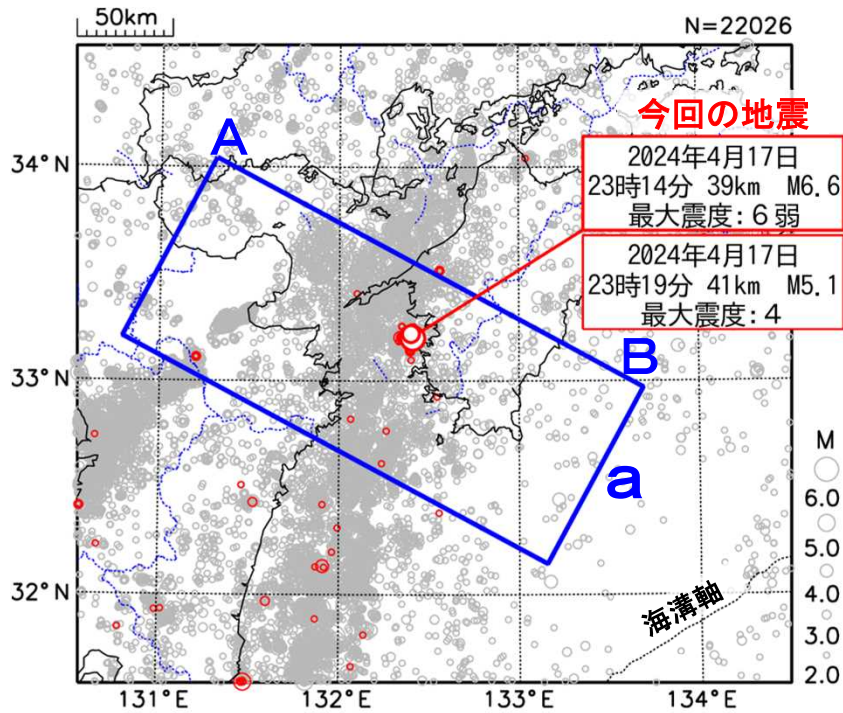 50km
N=22026
今回の地震
A
34°N
2024年4月17日
23時14分 39km M6.6
最大震度:６弱
2024年4月17日
23時19分 41km M5.1
最大震度:４
B
33°N
M
a
6.0
5.0
32°N
海溝軸
4.0
3.0
2.0
131°E
132°E
133°E
134°E